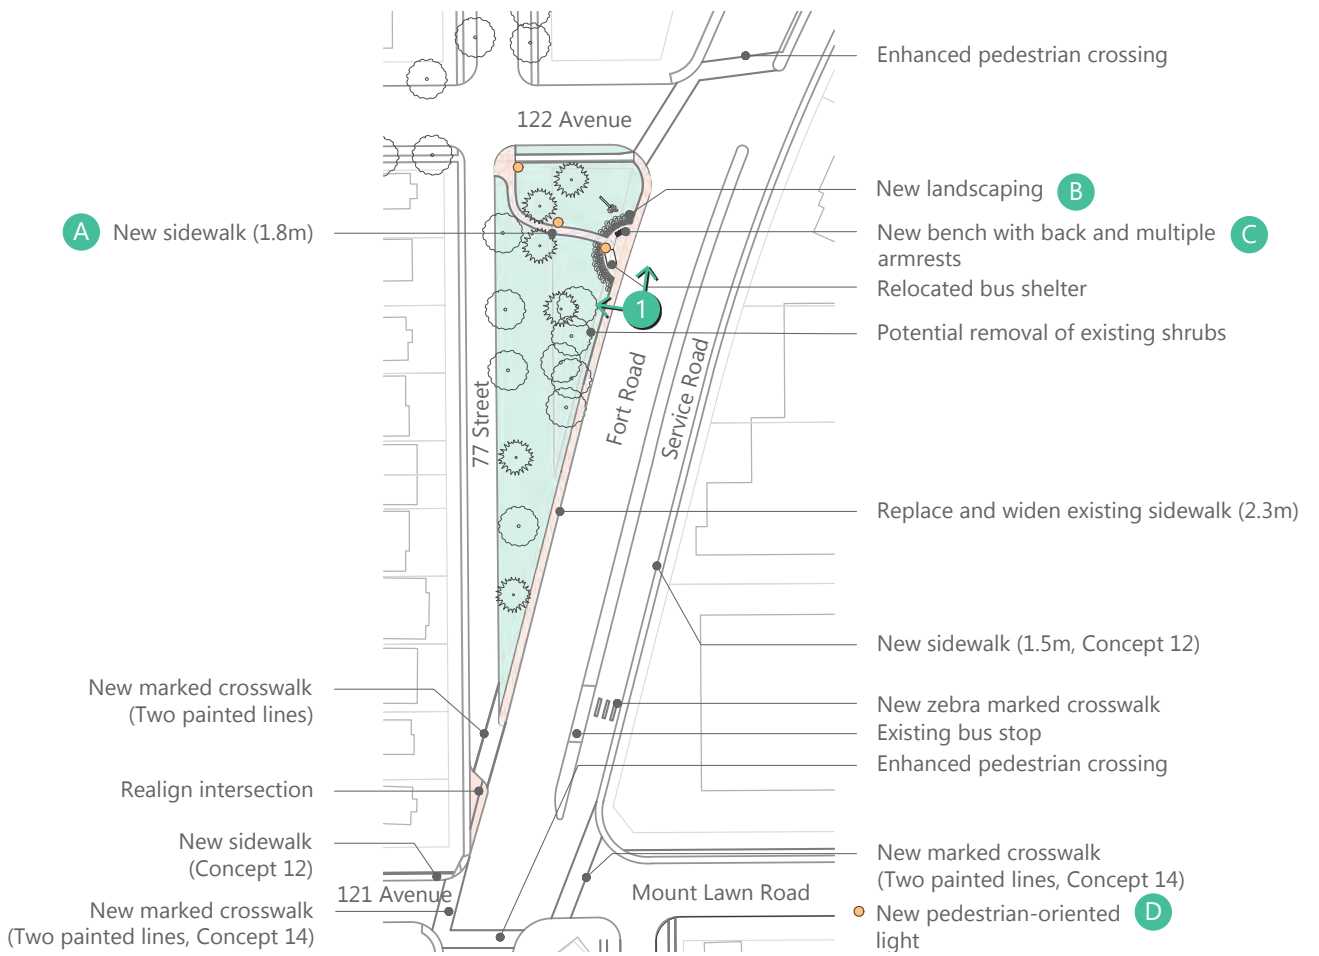 Enhanced pedestrian crossing
122 Avenue
New landscaping B
A New sidewalk (1.8m)
New bench with back and multiple C
armrests
Relocated bus shelter
1
Potential removal of existing shrubs
Fort Road
Service Road
77 Street
Replace and widen existing sidewalk (2.3m)
New sidewalk (1.5m, Concept 12)
New marked crosswalk
(Two painted lines)
New zebra marked crosswalk
Existing bus stop
Enhanced pedestrian crossing
Realign intersection
New sidewalk
(Concept 12)
New marked crosswalk
(Two painted lines, Concept 14)
121 Avenue
Mount Lawn Road
New marked crosswalk
(Two painted lines, Concept 14)
New pedestrian-oriented D
light